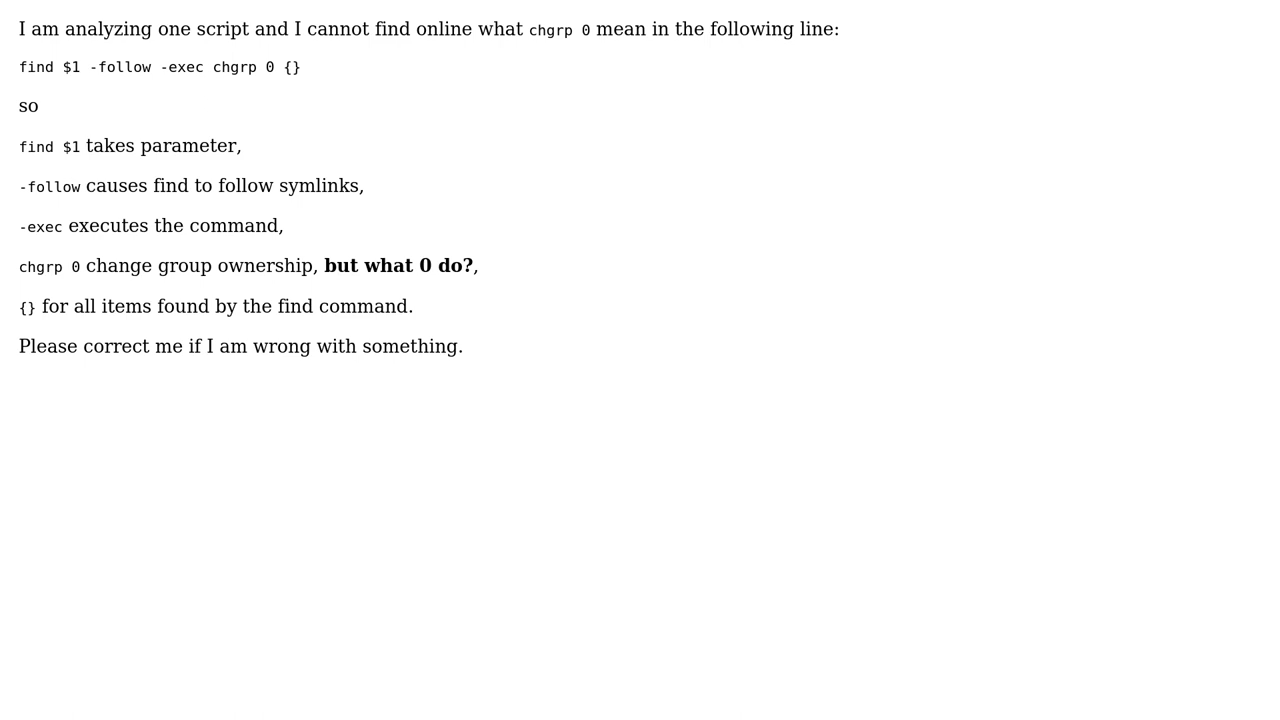 I am analyzing one script and I cannot find online what chgrp 0 mean in the following line:
find $1 -follow -exec chgrp 0 {}
so
find $1 takes parameter,
-follow causes find to follow symlinks,
-exec executes the command,
chgrp 0 change group ownership, but what 0 do?,
{} for all items found by the find command.
Please correct me if I am wrong with something.